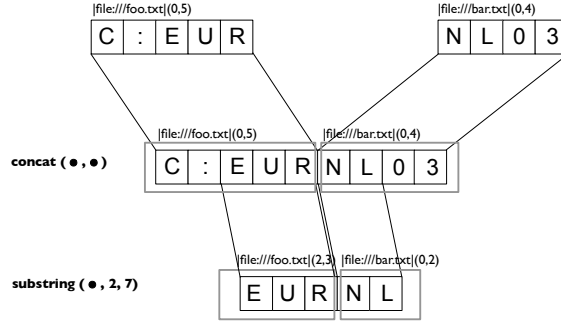 |file:///foo.txt|(0,5) |file:///bar.txt|(0,4)
C : E U R N L 0 3
|file:///foo.txt|(0,5) |file:///bar.txt|(0,4)
concat ( ● , ● ) C : E U R N L 0 3
|file:///foo.txt|(2,3) |file:///bar.txt|(0,2)
substring ( ● , 2, 7) E U R N L